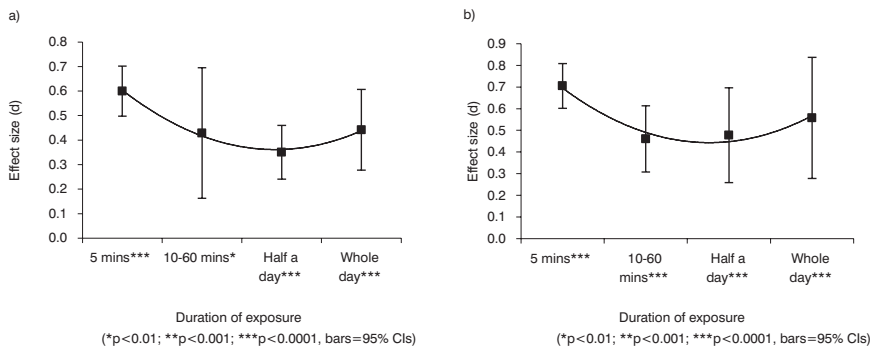 a)
Effect size (d)
0.8
0.7
0.6
0.5
0.4
0.3
0.2
0.1
0.0
5 mins***
10-60 mins*
Half a
day***
Whole
day***
Duration of exposure
(*p<0.01; **p<0.001; ***p<0.0001, bars=95% CIs)
b)
Effect size (d)
0.9
0.8
0.7
0.6
0.5
0.4
0.3
0.2
0.1
0.0
5 mins***
10-60
mins***
Half a
day***
Whole
day***
Duration of exposure
(*p<0.01; **p<0.001; ***p<0.0001, bars=95% CIs)